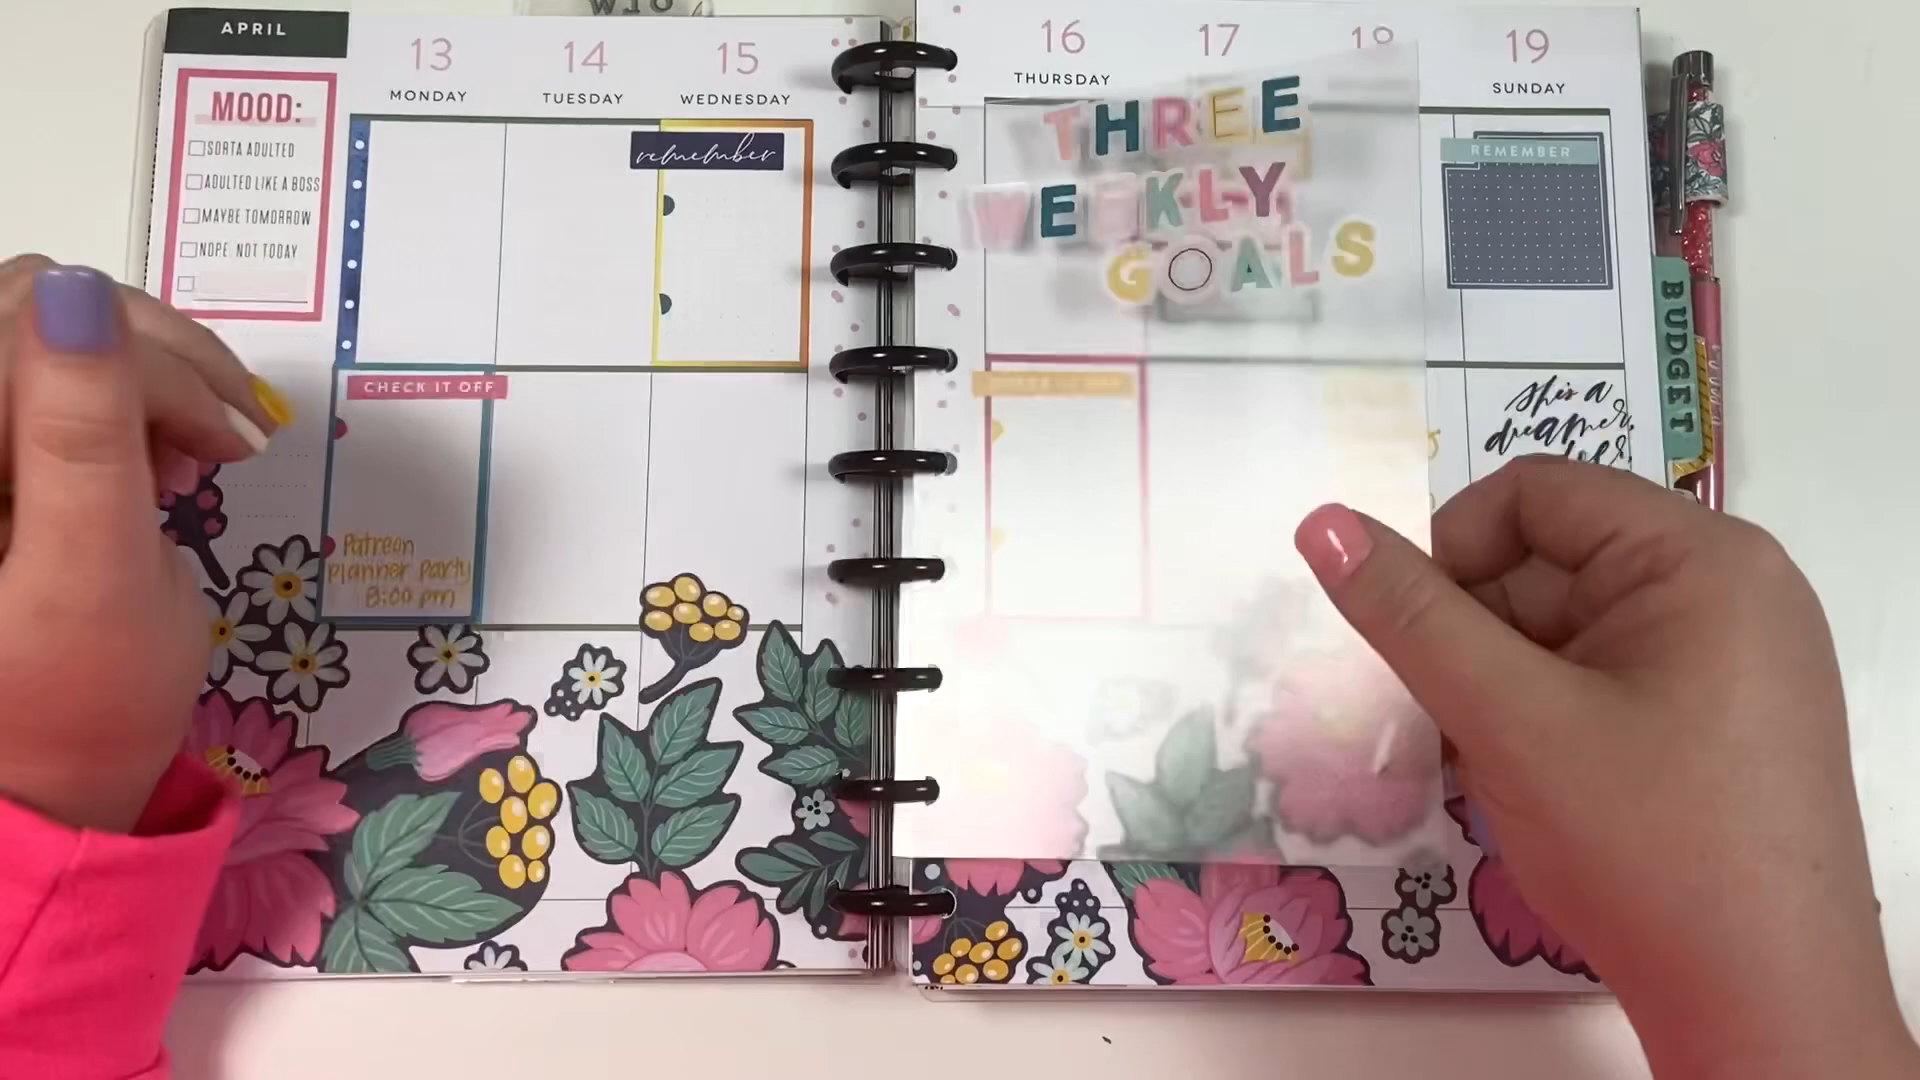 APRIL
MOOD:
SORTA ADULTED
ADULTED LIKE A BOSS
MAYBE TOMORROW
NOPE. NOT TODAY
13
MONDAY
14
TUESDAY
15
WEDNESDAY
remember
CHECK IT OFF
Patreon
planner party
8:00 pm
16
THURSDAY
17
18
19
SUNDAY
THREE
WEEKLY
GOALS
REMEMBER
she's a
dreamer,
BUDGET